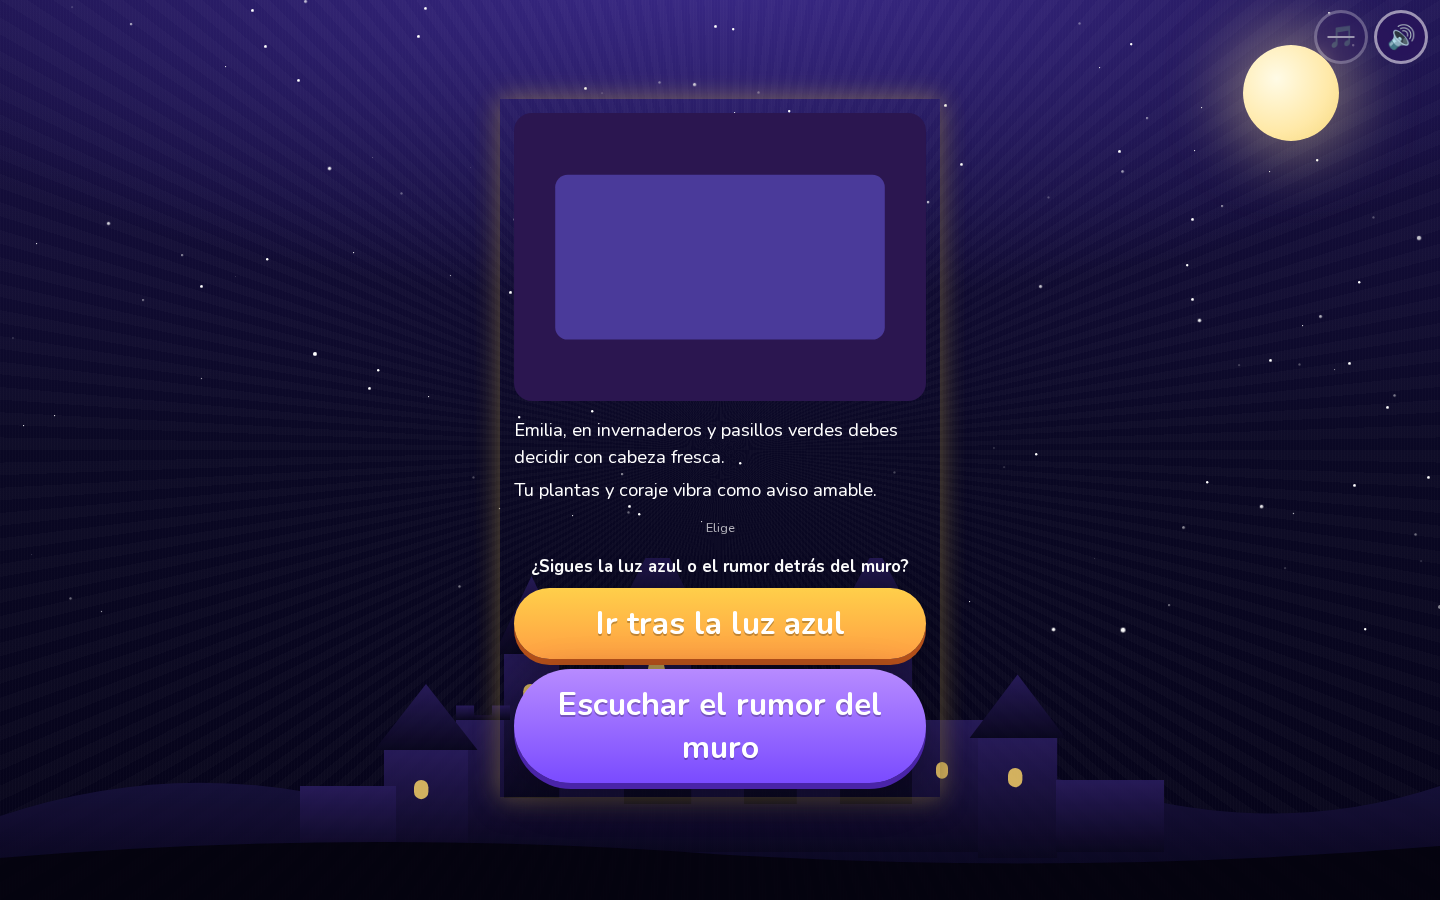 Emilia, en invernaderos y pasillos verdes debes
decidir con cabeza fresca.
Tu plantas y coraje vibra como aviso amable.
Elige
¿Sigues la luz azul o el rumor detrás del muro?
Ir tras la luz azul
Escuchar el rumor del
muro